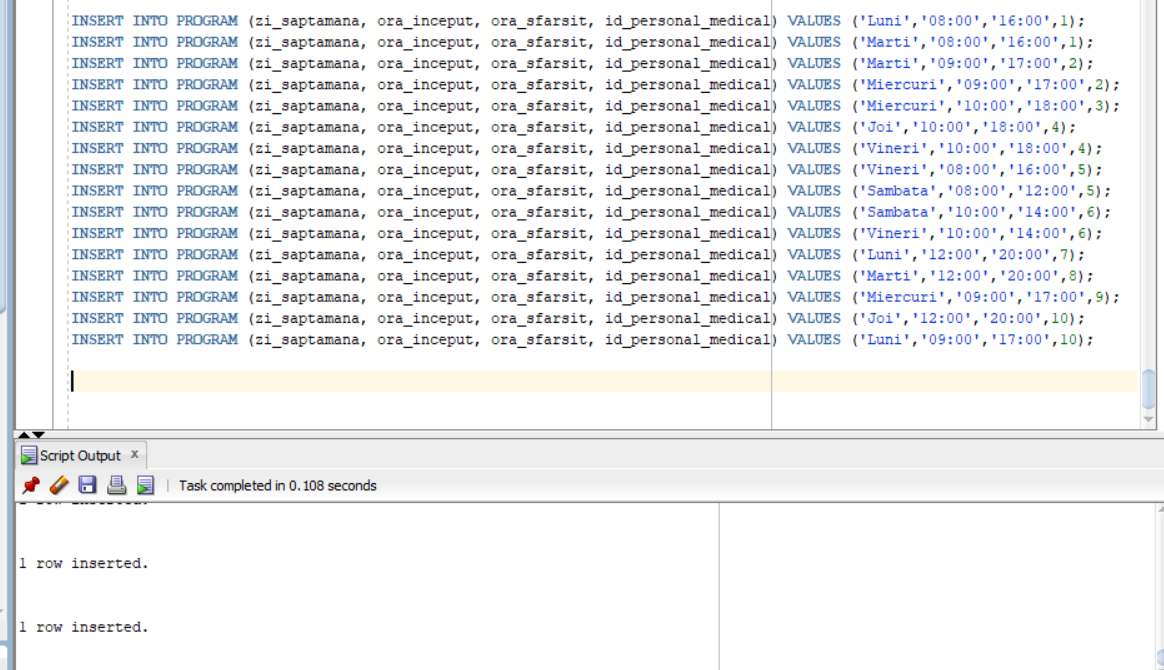 INSERT INTO PROGRAM (zi_saptamana, ora_inceput, ora_sfarsit, id_personal_medical) VALUES ('Luni','08:00','16:00',1);
INSERT INTO PROGRAM (zi_saptamana, ora_inceput, ora_sfarsit, id_personal_medical) VALUES ('Marti','08:00','16:00',1);
INSERT INTO PROGRAM (zi_saptamana, ora_inceput, ora_sfarsit, id_personal_medical) VALUES ('Marti','09:00','17:00',2);
INSERT INTO PROGRAM (zi_saptamana, ora_inceput, ora_sfarsit, id_personal_medical) VALUES ('Miercuri','09:00','17:00',2);
INSERT INTO PROGRAM (zi_saptamana, ora_inceput, ora_sfarsit, id_personal_medical) VALUES ('Miercuri','10:00','18:00',3);
INSERT INTO PROGRAM (zi_saptamana, ora_inceput, ora_sfarsit, id_personal_medical) VALUES ('Joi','10:00','18:00',4);
INSERT INTO PROGRAM (zi_saptamana, ora_inceput, ora_sfarsit, id_personal_medical) VALUES ('Vineri','10:00','18:00',4);
INSERT INTO PROGRAM (zi_saptamana, ora_inceput, ora_sfarsit, id_personal_medical) VALUES ('Vineri','08:00','16:00',5);
INSERT INTO PROGRAM (zi_saptamana, ora_inceput, ora_sfarsit, id_personal_medical) VALUES ('Sambata','08:00','12:00',5);
INSERT INTO PROGRAM (zi_saptamana, ora_inceput, ora_sfarsit, id_personal_medical) VALUES ('Sambata','10:00','14:00',6);
INSERT INTO PROGRAM (zi_saptamana, ora_inceput, ora_sfarsit, id_personal_medical) VALUES ('Vineri','10:00','14:00',6);
INSERT INTO PROGRAM (zi_saptamana, ora_inceput, ora_sfarsit, id_personal_medical) VALUES ('Luni','12:00','20:00',7);
INSERT INTO PROGRAM (zi_saptamana, ora_inceput, ora_sfarsit, id_personal_medical) VALUES ('Marti','12:00','20:00',8);
INSERT INTO PROGRAM (zi_saptamana, ora_inceput, ora_sfarsit, id_personal_medical) VALUES ('Miercuri','09:00','17:00',9);
INSERT INTO PROGRAM (zi_saptamana, ora_inceput, ora_sfarsit, id_personal_medical) VALUES ('Joi','12:00','20:00',10);
INSERT INTO PROGRAM (zi_saptamana, ora_inceput, ora_sfarsit, id_personal_medical) VALUES ('Luni','09:00','17:00',10);
Script Output x
Task completed in 0.108 seconds
1 row inserted.
1 row inserted.